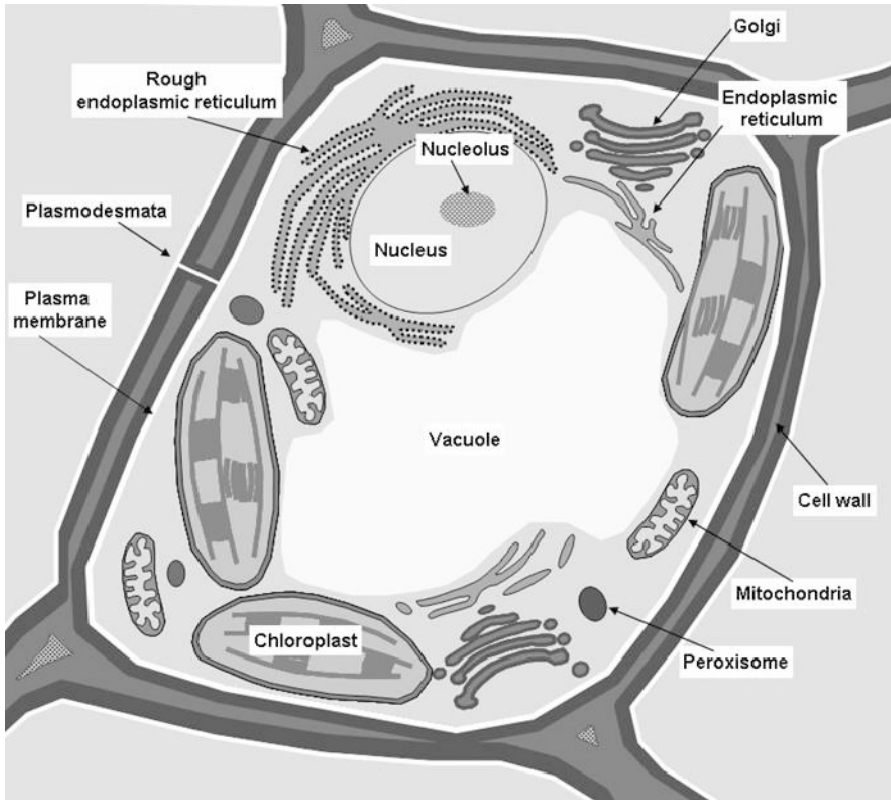 Golgi
Rough
endoplasmic reticulum
Endoplasmic
reticulum
Nucleolus
Plasmodesmata
Nucleus
Plasma
membrane
Vacuole
Cell wall
Mitochondria
Chloroplast
Peroxisome